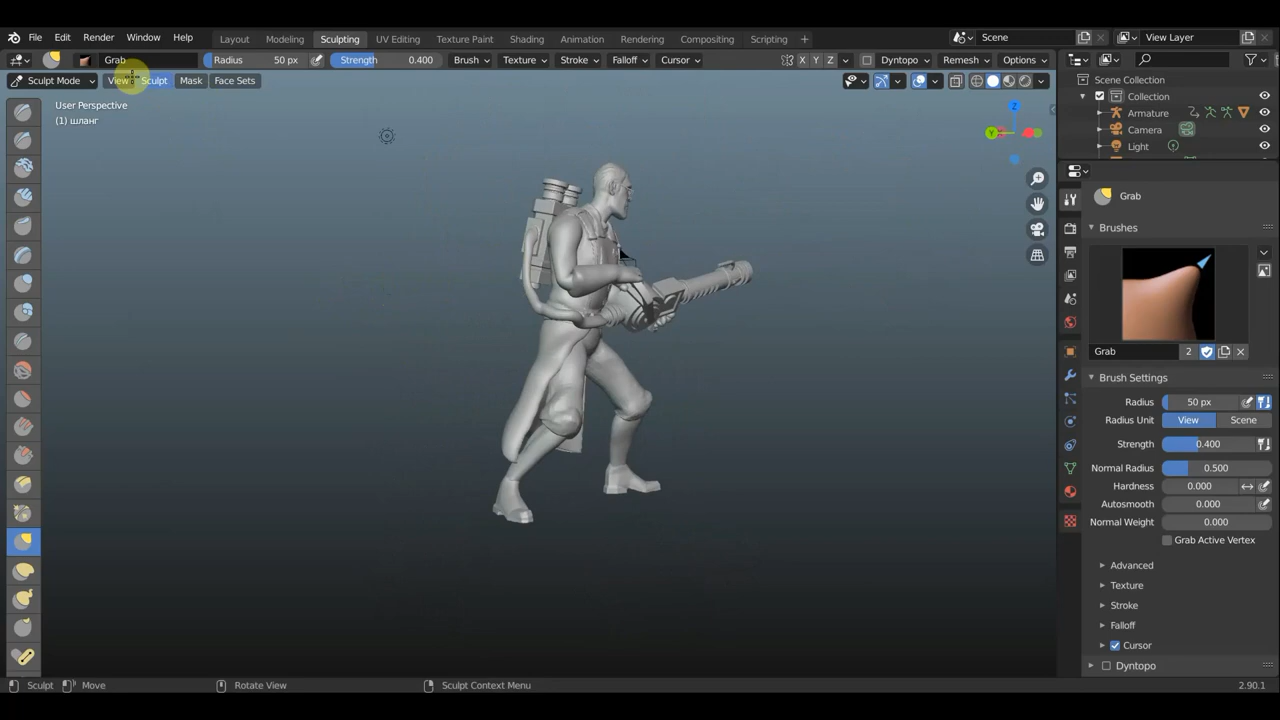 File Edit Render Window Help Layout Modeling Sculpting UV Editing Texture Paint Shading Animation Rendering Compositing Scripting Scene View Layer
Grab Radius 50 px Strength 0.400 Brush Texture Stroke Falloff Cursor X Y Z Dyntopo Remesh Options
Sculpt Mode View Sculpt Mask Face Sets
Scene Collection
Collection
Armature
Camera
Light
User Perspective
(1) шланг
Z
Y
Grab
Brushes
Grab 2
Brush Settings
Radius 50 px
Radius Unit View Scene
Strength 0.400
Normal Radius 0.500
Hardness 0.000
Autosmooth 0.000
Normal Weight 0.000
Grab Active Vertex
Advanced
Texture
Stroke
Falloff
Cursor
Dyntopo
Sculpt Move Rotate View Sculpt Context Menu 2.90.1